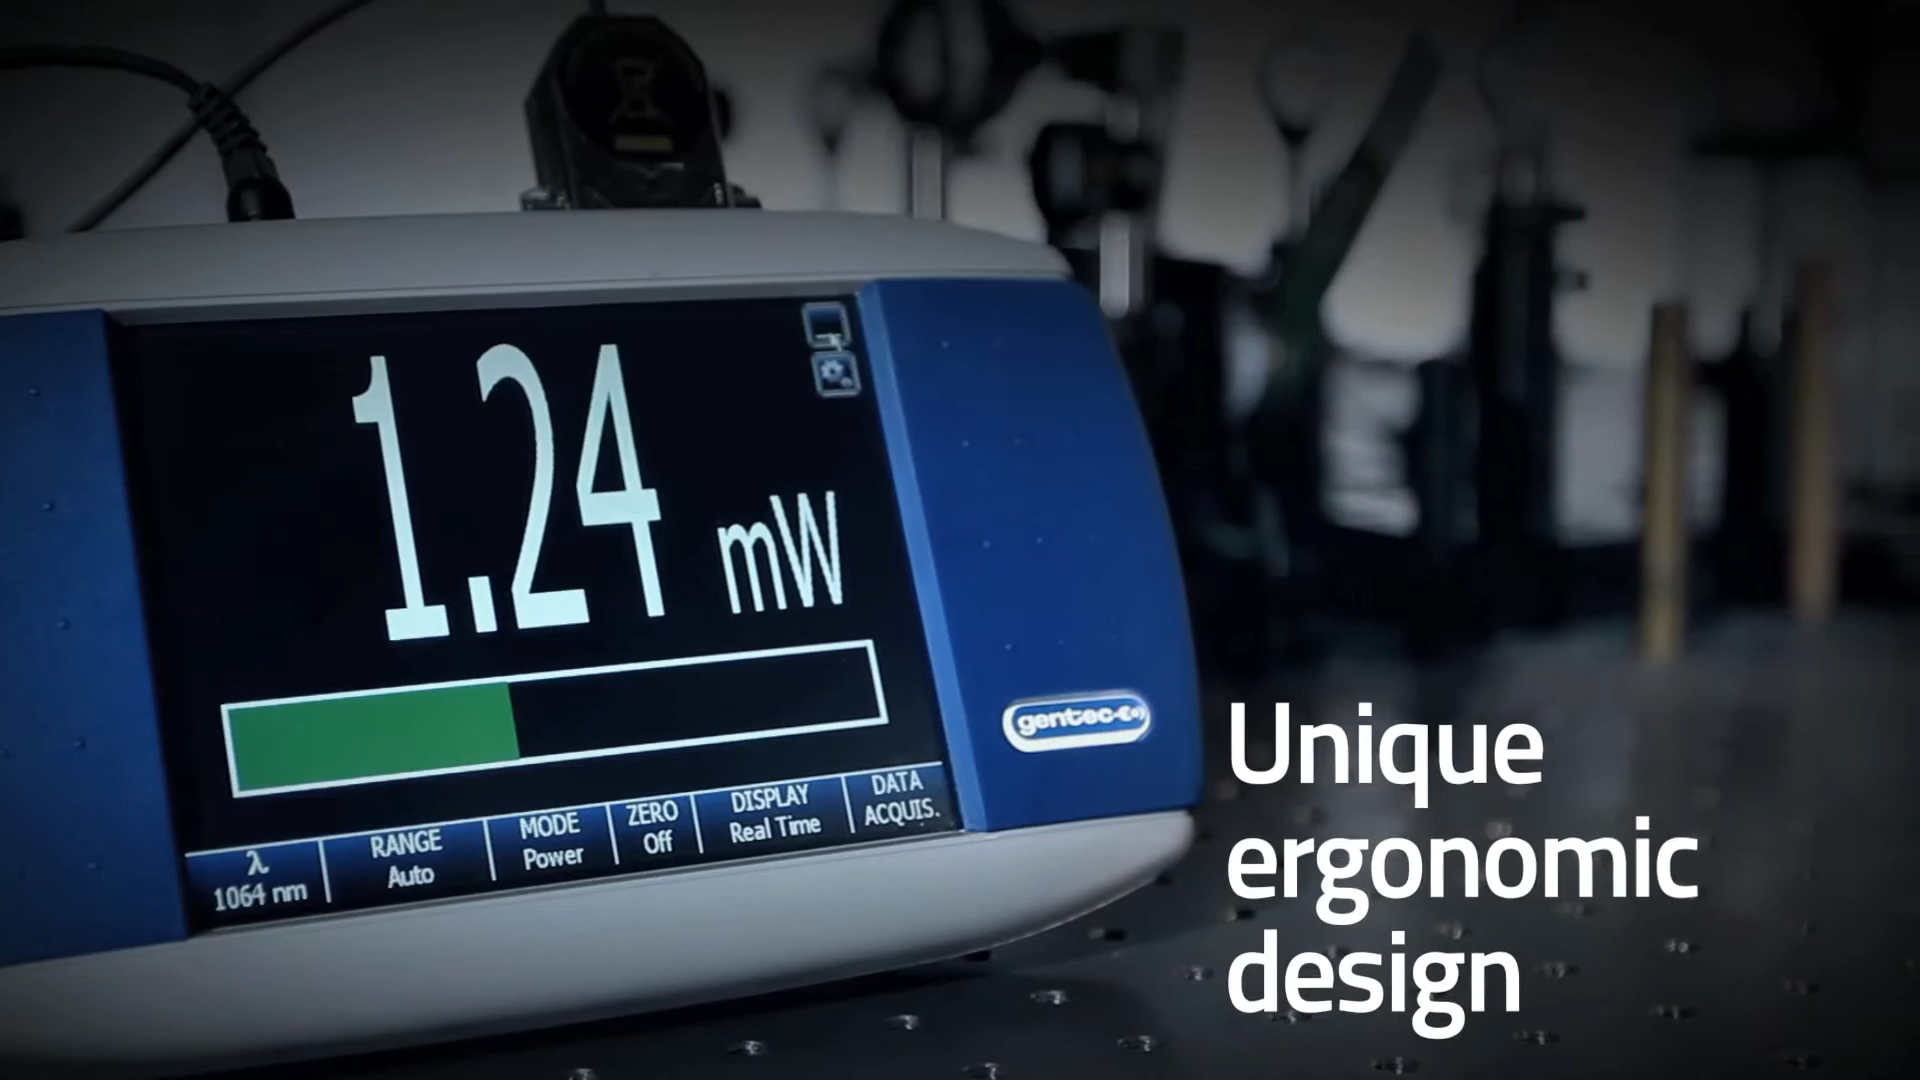 1.24 mW
λ
1064 nm
RANGE
Auto
MODE
Power
ZERO
Off
DISPLAY
Real Time
DATA
ACQUIS.
gentec-eo
Unique
ergonomic
design